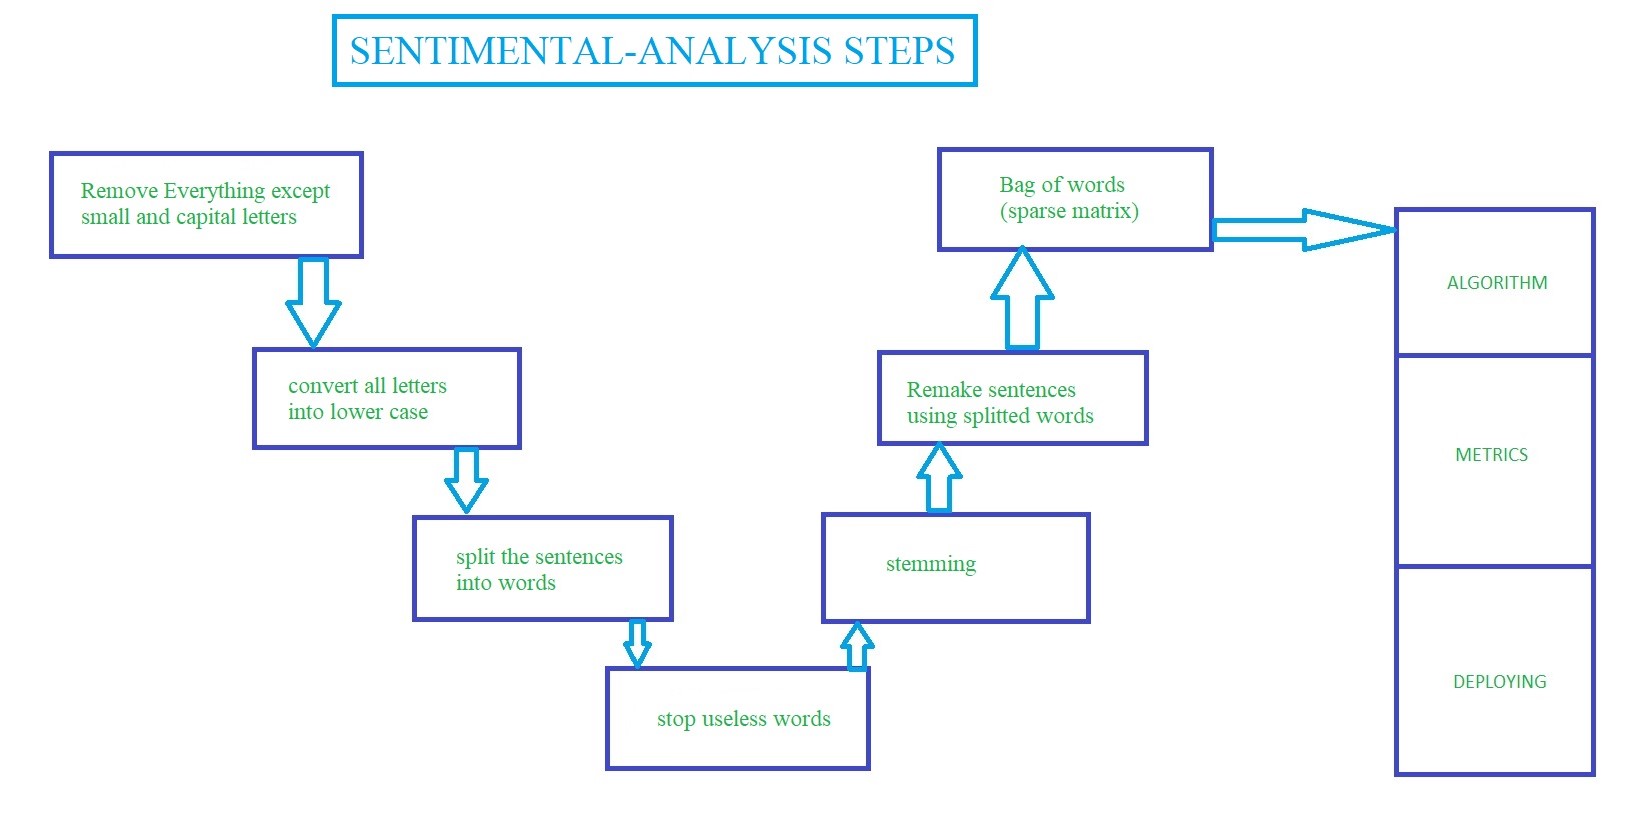 SENTIMENTAL-ANALYSIS STEPS
Remove Everything except
small and capital letters
convert all letters
into lower case
split the sentences
into words
stop useless words
stemming
Remake sentences
using splitted words
Bag of words
(sparse matrix)
ALGORITHM
METRICS
DEPLOYING